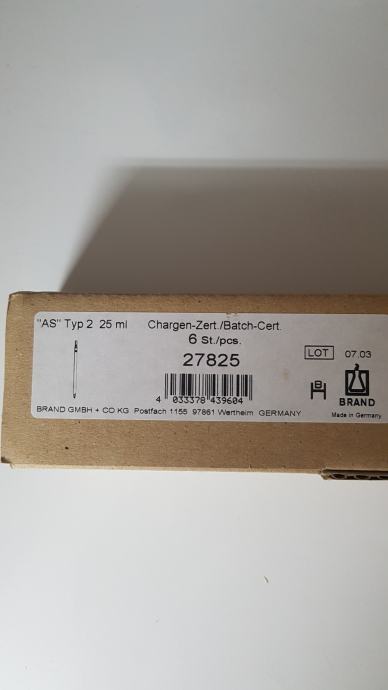 "AS" Typ 2 25 ml Chargen-Zert./Batch-Cert.
6 St./pcs.
27825
LOT 07.03
4 033378 439604
H B
BRAND
BRAND GMBH + CO KG Postfach 1155 97861 Wertheim GERMANY
Made in Germany